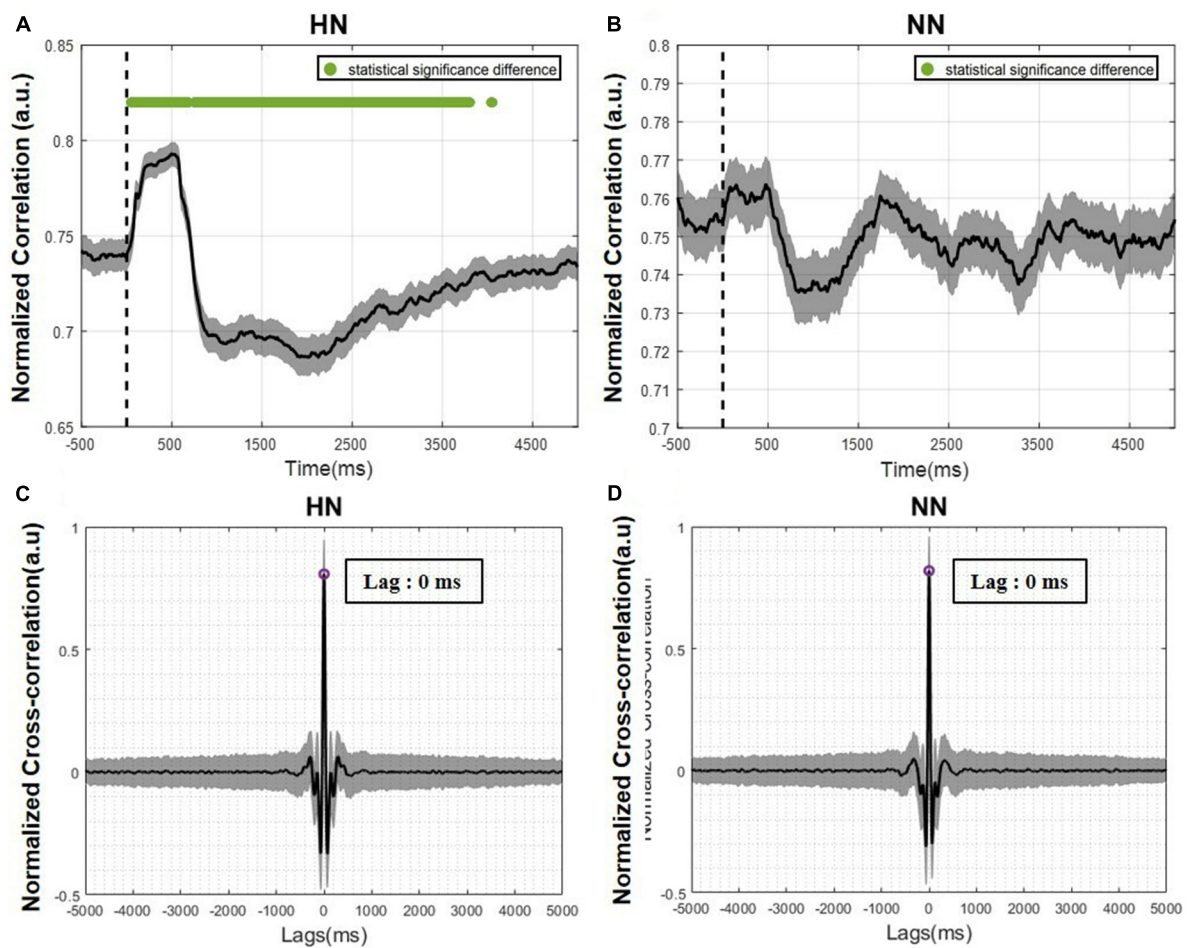 A
HN
0.85
0.8
0.75
0.7
0.65
Normalized Correlation (a.u.)
statistical significance difference
-500 500 1500 2500 3500 4500
Time(ms)
B
NN
0.8
0.79
0.78
0.77
0.76
0.75
0.74
0.73
0.72
0.71
0.7
Normalized Correlation (a.u.)
statistical significance difference
-500 500 1500 2500 3500 4500
Time(ms)
C
HN
1
0.5
0
-0.5
Normalized Cross-correlation(a.u)
Lag : 0 ms
-5000 -4000 -3000 -2000 -1000 0 1000 2000 3000 4000 5000
Lags(ms)
D
NN
1
0.5
0
-0.5
Normalized Cross-correlation(a.u)
Normalized Cross-correlation
Lag : 0 ms
-5000 -4000 -3000 -2000 -1000 0 1000 2000 3000 4000 5000
Lags(ms)